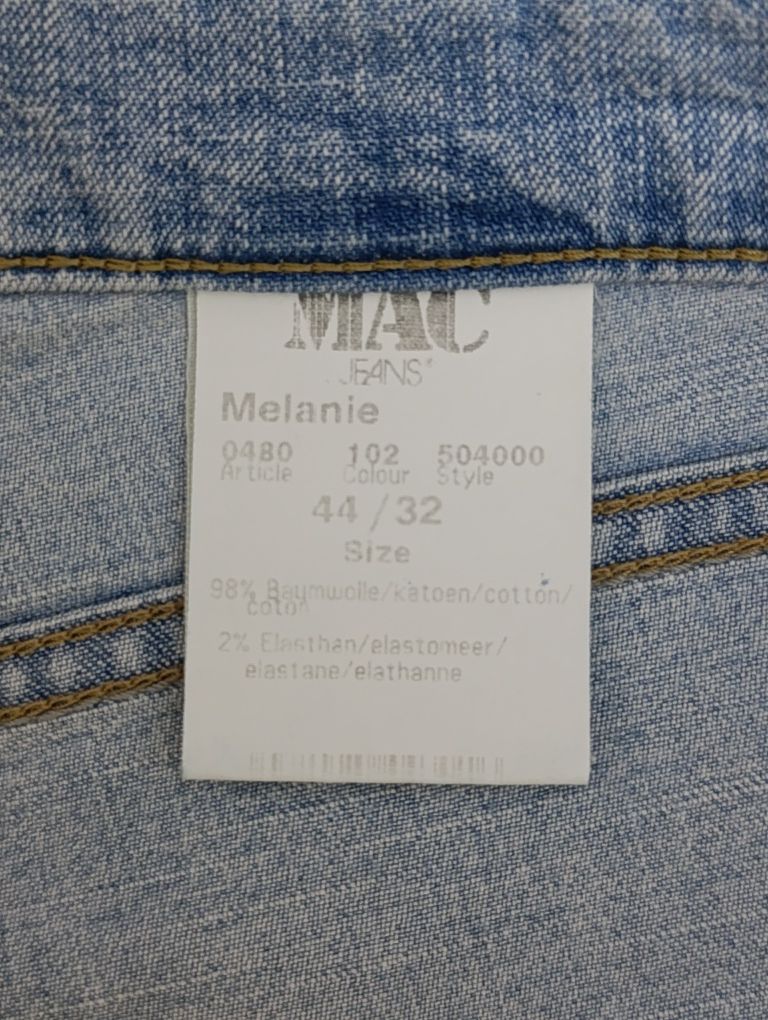 MAC
JEANS
Melanie
0480 102 504000
Article Colour Style
44 / 32
Size
98% Baumwolle/katoen/cotton/
coton
2% Elasthan/elastomeer/
elastane/elathanne